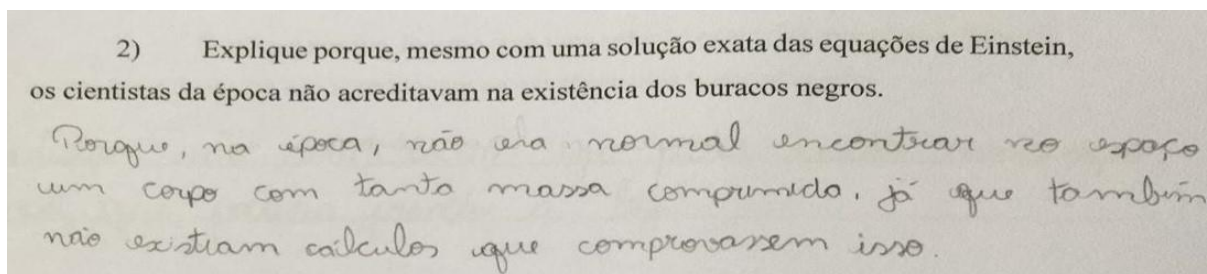 2) Explique porque, mesmo com uma solução exata das equações de Einstein,
os cientistas da época não acreditavam na existência dos buracos negros.
Porque, na época, não era normal encontrar no espaço
um corpo com tanta massa comprimida, já que também
não existiam cálculos que comprovassem isso.